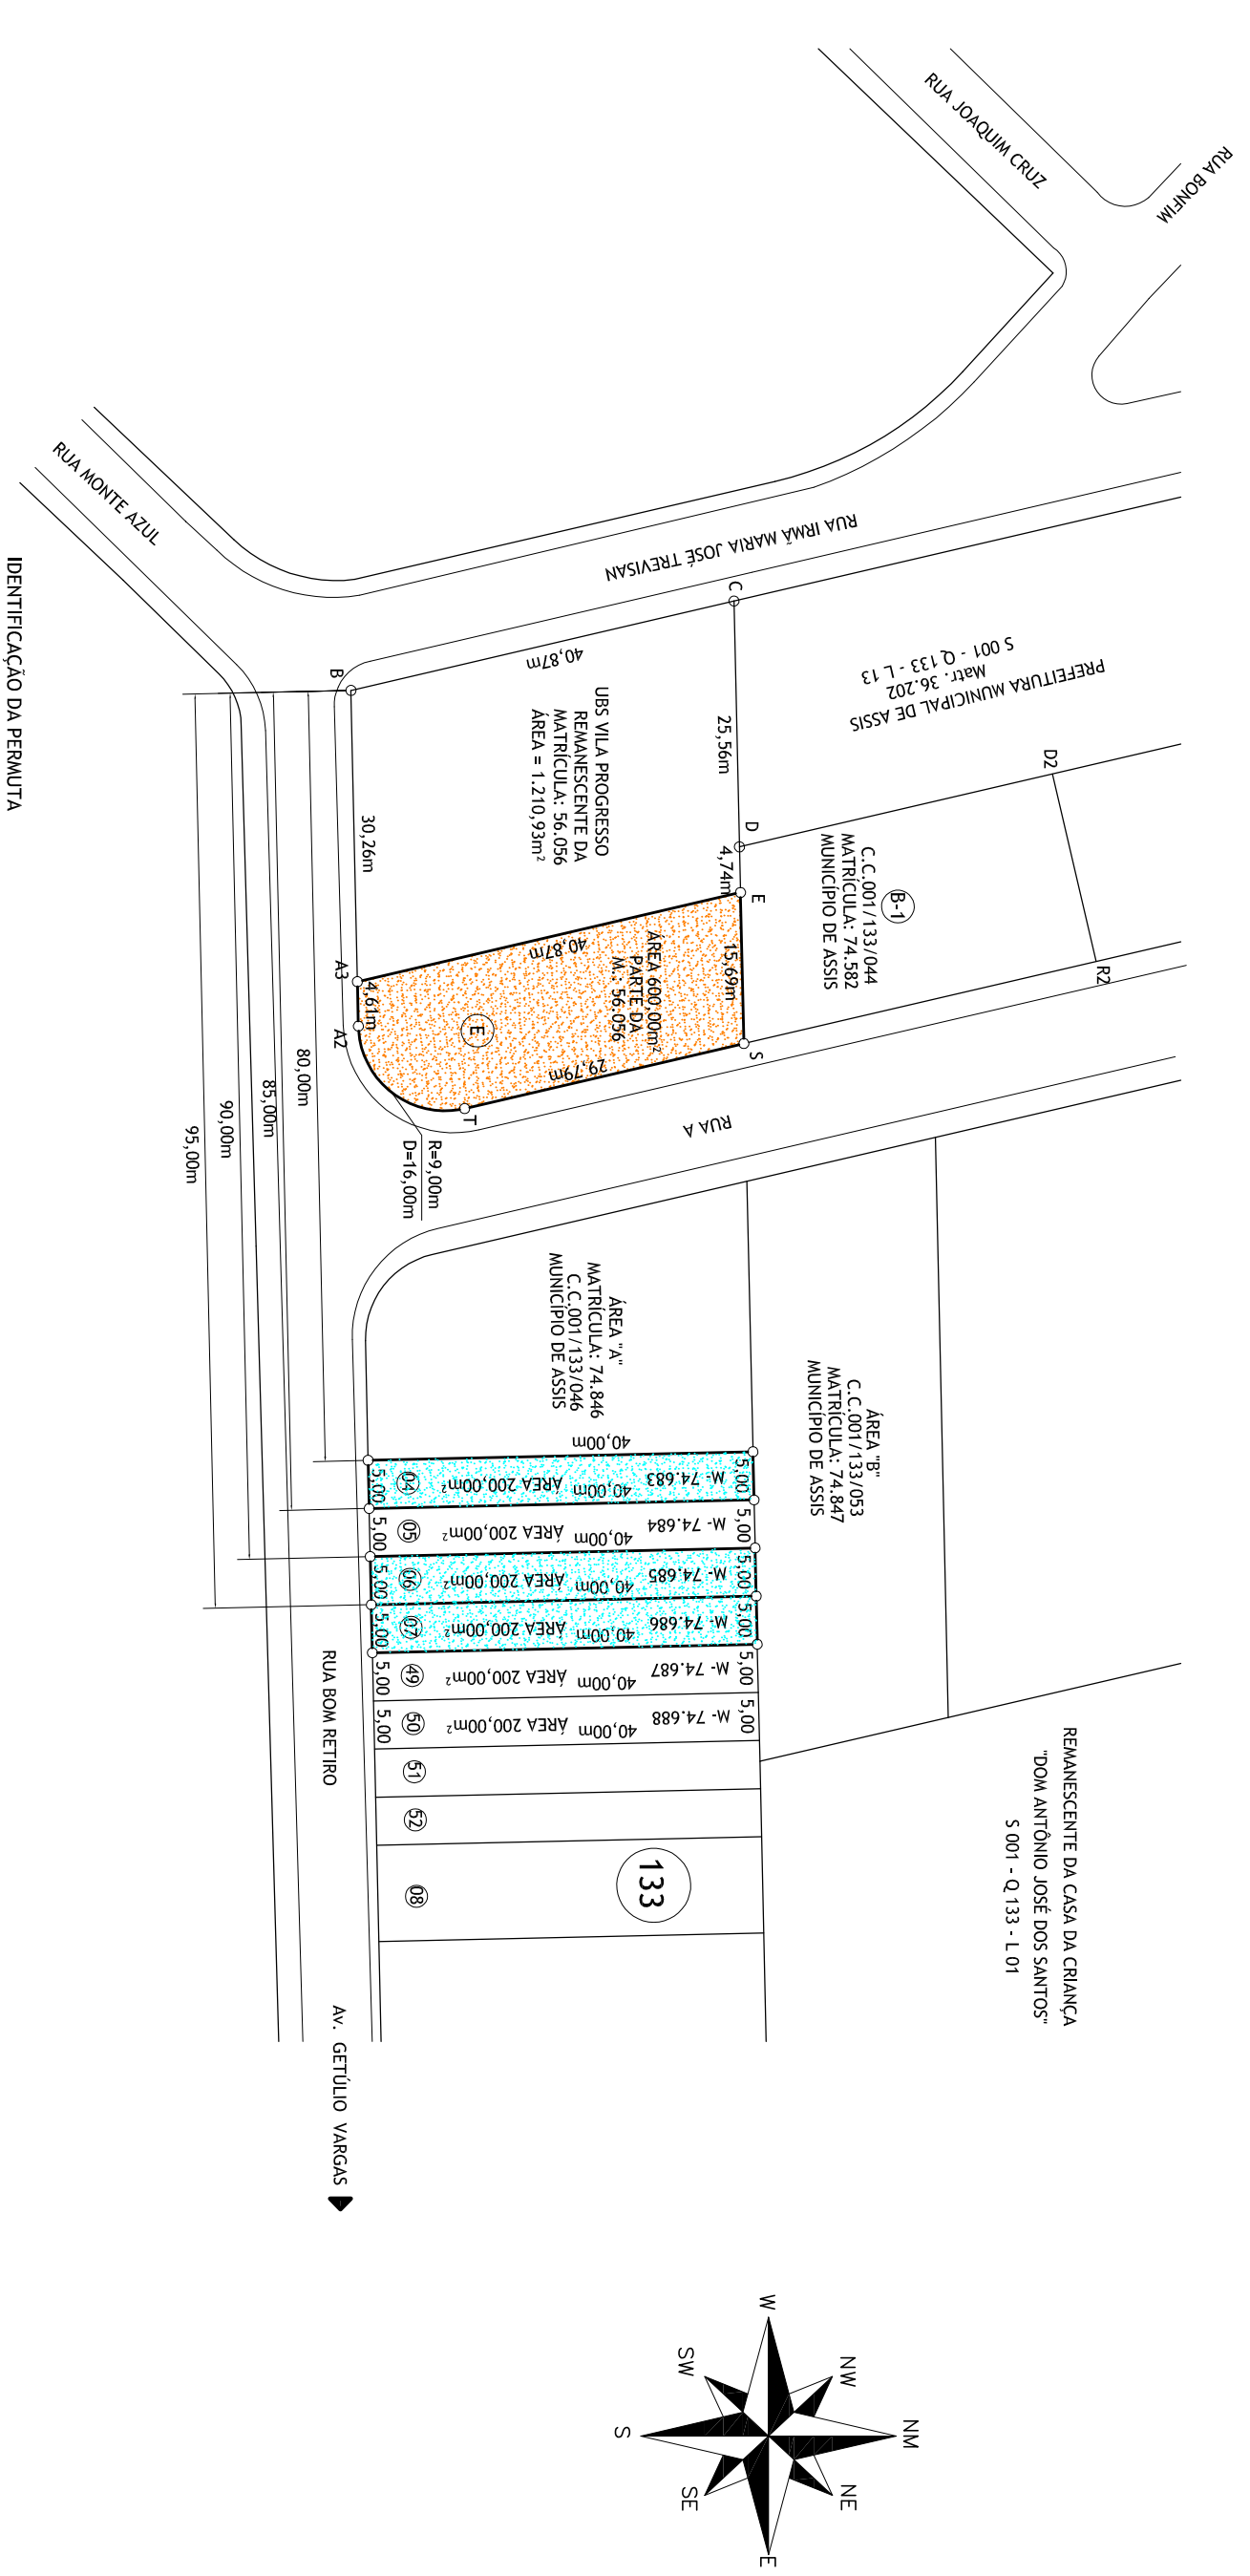 RUA JOAQUIM CRUZ
RUA BONFIM
RUA MONTE AZUL
RUA IRMÃ MARIA JOSÉ TREVISAN
PREFEITURA MUNICIPAL DE ASSIS
Matr. 36.202
S 001 - Q 133 - L 13
C
B
40,87m
25,56m
D
D2
4,74m
E
R2
B-1
C.C.001/133/044
MATRÍCULA: 74.582
MUNICÍPIO DE ASSIS
UBS VILA PROGRESSO
REMANESCENTE DA
MATRÍCULA: 56.056
ÁREA = 1.210,93m²
30,26m
A3
4,61m
A2
40,87m
15,69m
ÁREA 600,00m²
PARTE DA
M.: 56.056
E
29,79m
S
T
R=9,00m
D=16,00m
RUA A
80,00m
85,00m
90,00m
95,00m
ÁREA "A"
MATRÍCULA: 74.846
C.C.001/133/046
MUNICÍPIO DE ASSIS
ÁREA "B"
C.C.001/133/053
MATRÍCULA: 74.847
MUNICÍPIO DE ASSIS
40,00m
5,00
04
ÁREA 200,00m²
40,00m
M- 74.683
5,00
5,00
05
ÁREA 200,00m²
40,00m
M- 74.684
5,00
5,00
06
ÁREA 200,00m²
40,00m
M- 74.685
5,00
5,00
07
ÁREA 200,00m²
40,00m
M- 74.686
5,00
5,00
49
ÁREA 200,00m²
40,00m
M- 74.687
5,00
5,00
50
ÁREA 200,00m²
40,00m
M- 74.688
5,00
51
52
08
133
RUA BOM RETIRO
Av. GETÚLIO VARGAS
REMANESCENTE DA CASA DA CRIANÇA
"DOM ANTÔNIO JOSÉ DOS SANTOS"
S 001 - Q 133 - L 01
IDENTIFICAÇÃO DA PERMUTA
NM
NE
E
SE
S
SW
W
NW